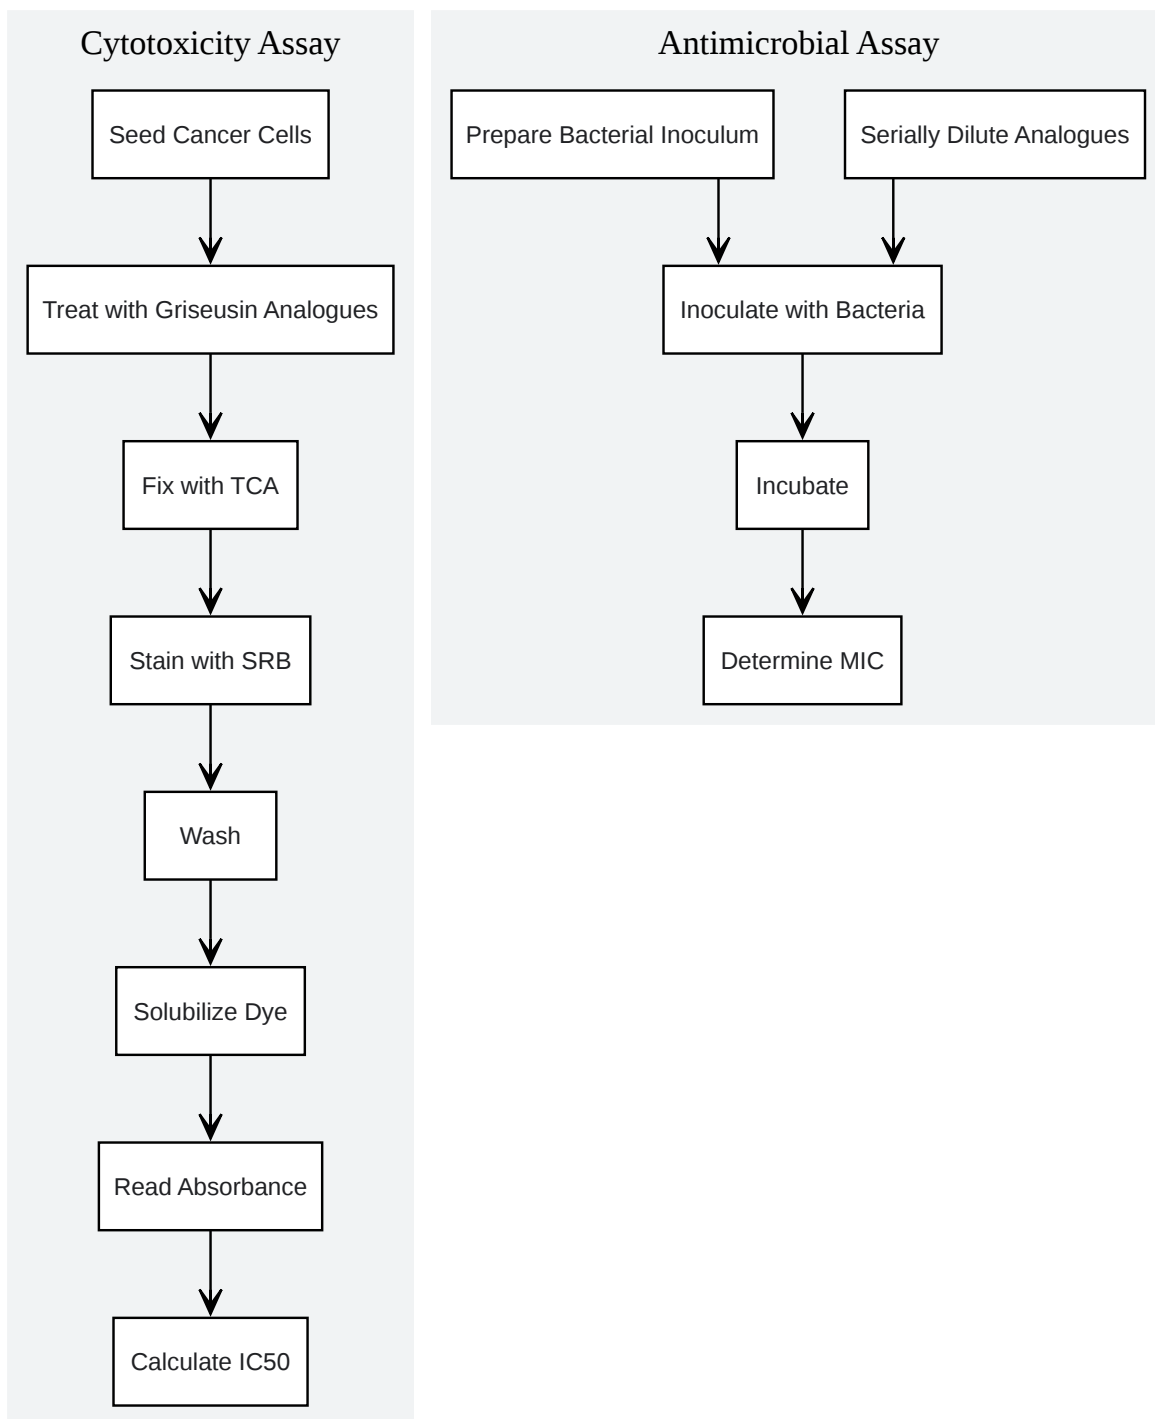 Cytotoxicity Assay
Seed Cancer Cells
Treat with Griseusin Analogues
Fix with TCA
Stain with SRB
Wash
Solubilize Dye
Read Absorbance
Calculate IC50
Antimicrobial Assay
Prepare Bacterial Inoculum
Serially Dilute Analogues
Inoculate with Bacteria
Incubate
Determine MIC